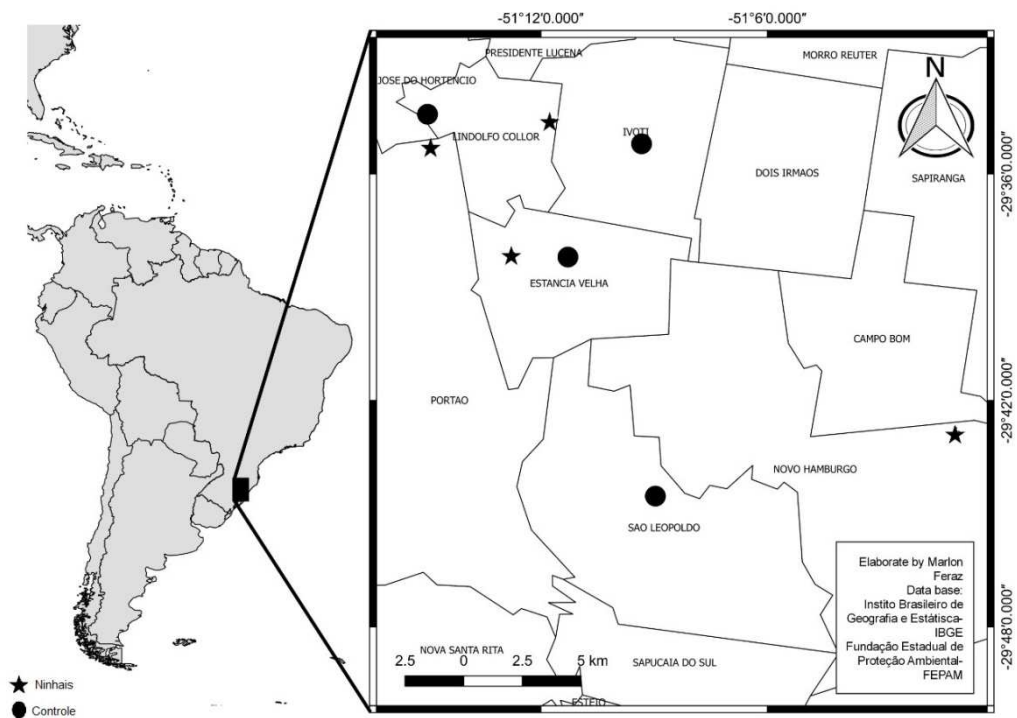 -51°12'0.000" -51°6'0.000"
PRESIDENTE LUCENA
MORRO REUTER
N
JOSE DO HORTENCIO
LINDOLFO COLLOR
IVOTI
DOIS IRMAOS
SAPIRANGA
-29°36'0.000"
ESTANCIA VELHA
CAMPO BOM
PORTAO
-29°42'0.000"
NOVO HAMBURGO
SAO LEOPOLDO
Elaborate by Marlon
Feraz
Data base:
Instito Brasileiro de
Geografia e Estátisca-
IBGE
Fundação Estadual de
Proteção Ambiental-
FEPAM
-29°48'0.000"
NOVA SANTA RITA
SAPUCAIA DO SUL
2.5 0 2.5 5 km
ESTEIO
Ninhais
Controle